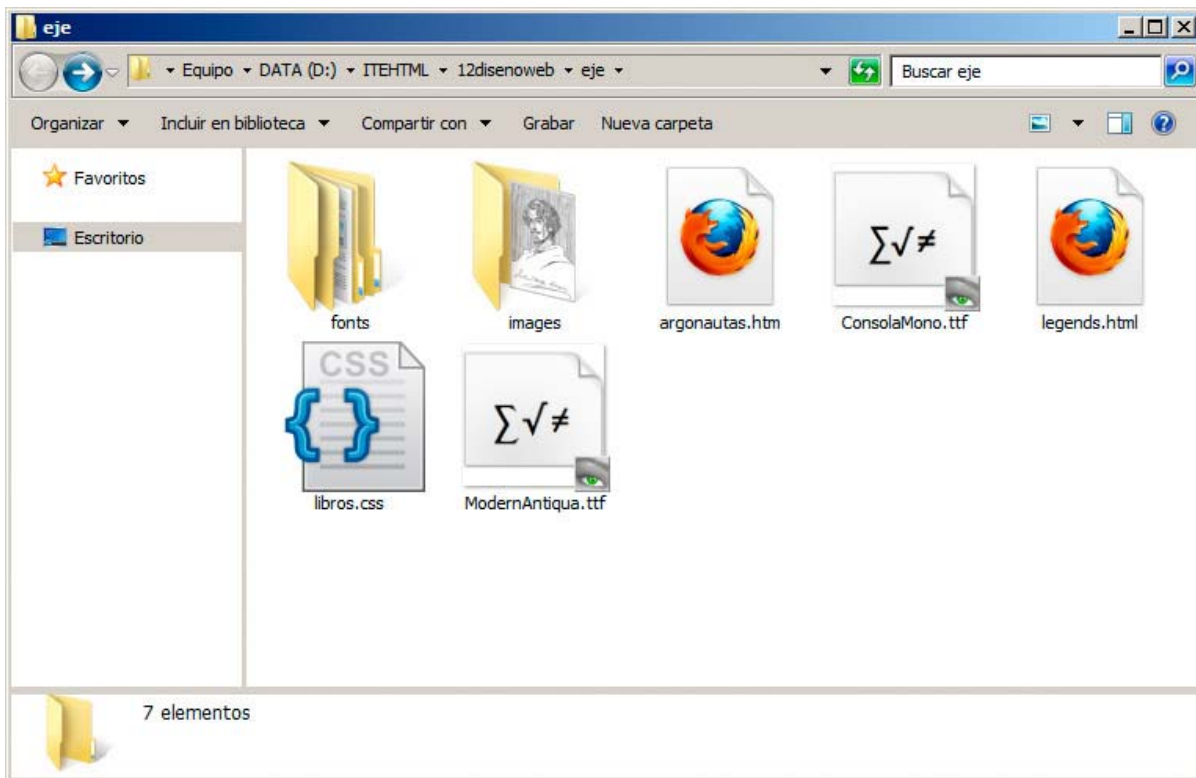 eje
Equipo DATA (D:) ITEHTML 12disenoweb eje Buscar eje
Organizar Incluir en biblioteca Compartir con Grabar Nueva carpeta
Favoritos
Escritorio
fonts images argonautas.htm ConsolaMono.ttf legends.html
∑√≠
CSS
{ }
∑√≠
libros.css ModernAntiqua.ttf
7 elementos